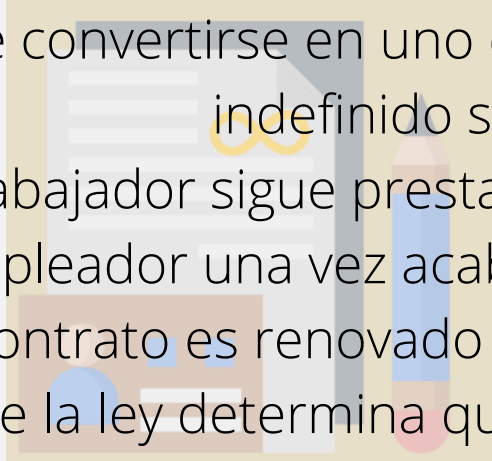 convertirse en uno
indefinido s
abajador sigue presta
pleador una vez acab
ontrato es renovado
e la ley determina qu